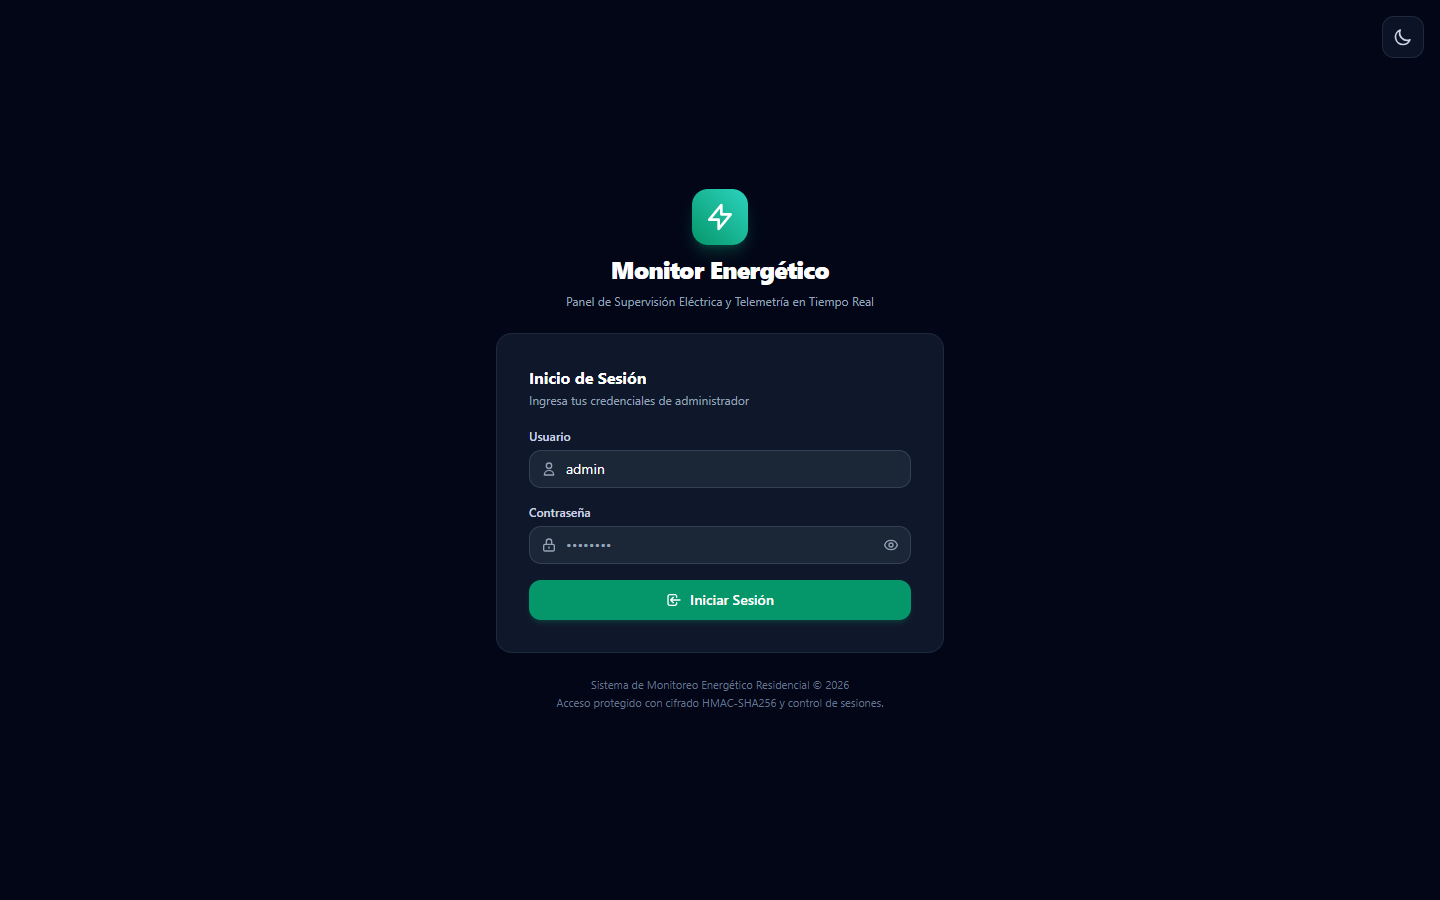 Monitor Energético
Panel de Supervisión Eléctrica y Telemetría en Tiempo Real
Inicio de Sesión
Ingresa tus credenciales de administrador
Usuario
admin
Contraseña
••••••••
Iniciar Sesión
Sistema de Monitoreo Energético Residencial © 2026
Acceso protegido con cifrado HMAC-SHA256 y control de sesiones.